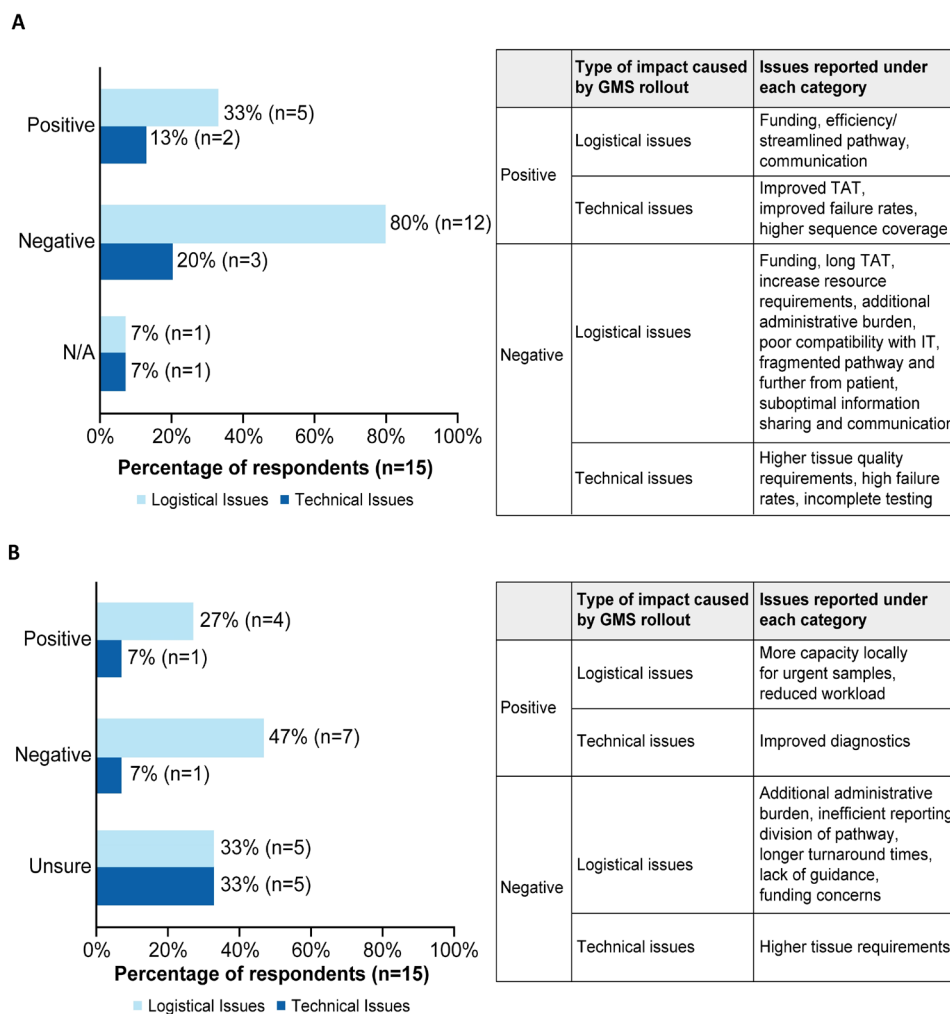 A
Positive
33% (n=5)
13% (n=2)
Negative
80% (n=12)
20% (n=3)
N/A
7% (n=1)
7% (n=1)
0%
20%
40%
60%
80%
100%
Percentage of respondents (n=15)
Logistical Issues
Technical Issues
Type of impact caused
by GMS rollout
Issues reported under
each category
Positive
Logistical issues
Funding, efficiency/
streamlined pathway,
communication
Technical issues
Improved TAT,
improved failure rates,
higher sequence coverage
Negative
Logistical issues
Funding, long TAT,
increase resource
requirements, additional
administrative burden,
poor compatibility with IT,
fragmented pathway and
further from patient,
suboptimal information
sharing and communication
Technical issues
Higher tissue quality
requirements, high failure
rates, incomplete testing
B
Positive
27% (n=4)
7% (n=1)
Negative
47% (n=7)
7% (n=1)
Unsure
33% (n=5)
33% (n=5)
0%
20%
40%
60%
80%
100%
Percentage of respondents (n=15)
Logistical Issues
Technical Issues
Type of impact caused
by GMS rollout
Issues reported under
each category
Positive
Logistical issues
More capacity locally
for urgent samples,
reduced workload
Technical issues
Improved diagnostics
Negative
Logistical issues
Additional administrative
burden, inefficient reporting
division of pathway,
longer turnaround times,
lack of guidance,
funding concerns
Technical issues
Higher tissue requirements